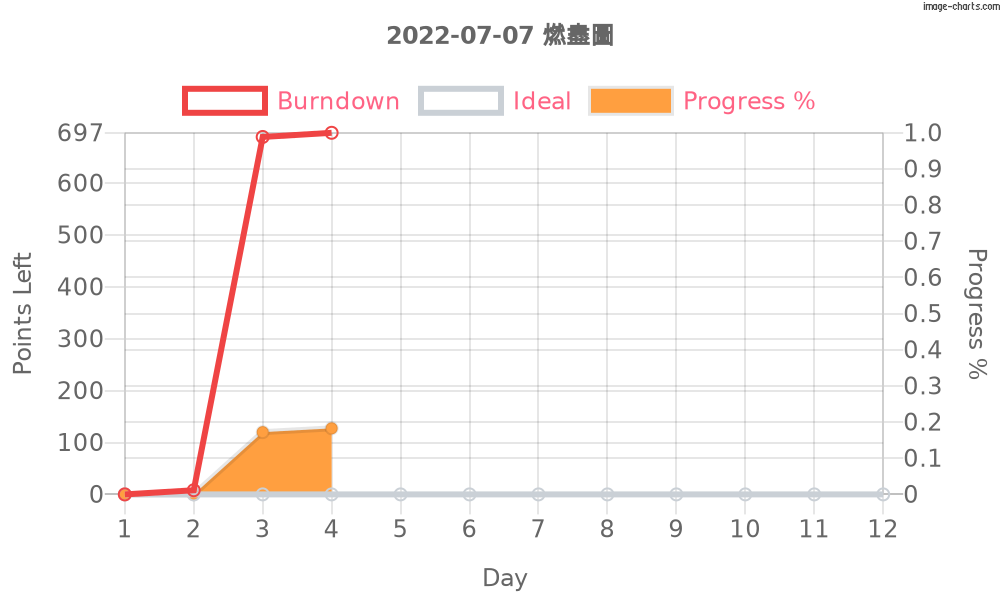 image-charts.com
2022-07-07 燃盡圖
Burndown Ideal Progress %
697
600
500
400
300
200
100
0
Points Left
1.0
0.9
0.8
0.7
0.6
0.5
0.4
0.3
0.2
0.1
0
Progress %
1 2 3 4 5 6 7 8 9 10 11 12
Day